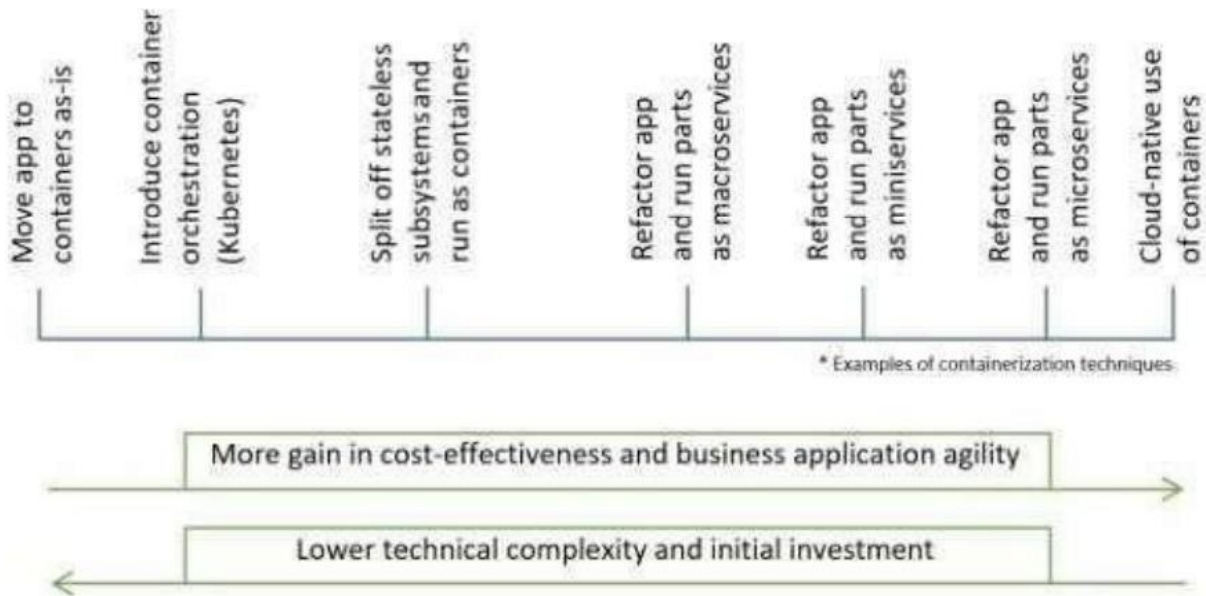 Move app to
containers as-is
Introduce container
orchestration
(Kubernetes)
Split off stateless
subsystems and
run as containers
Refactor app
and run parts
as macroservices
Refactor app
and run parts
as miniservices
Refactor app
and run parts
as microservices
Cloud-native use
of containers
* Examples of containerization techniques
More gain in cost-effectiveness and business application agility
Lower technical complexity and initial investment